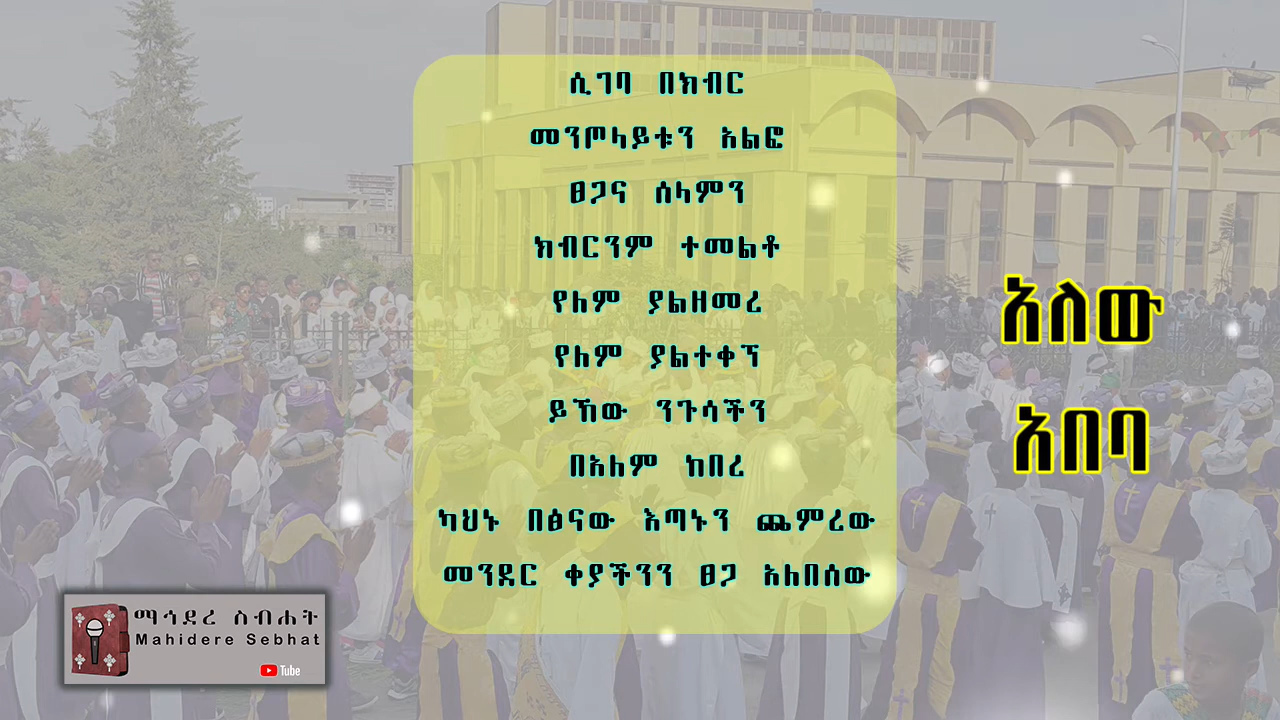 ሲገባ በክብር
መንጦላይቱን አልፎ
ፀጋና ሰላምን
ክብርንም ተመልቶ
የለም ያልዘመረ
የለም ያልተቀኘ
ይኸው ንጉሳችን
በአለም ከበረ
ካህኑ በፅናው እጣኑን ጨምረው
መንደር ቀያችንን ፀጋ አለበሰው
አለው
አበባ
ማኅደረ ስብሐት
Mahidere Sebhat
Tube